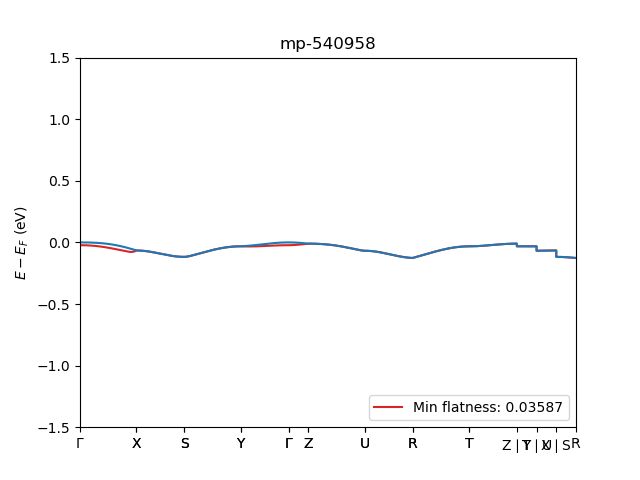 mp-540958
1.5
1.0
0.5
0.0
−0.5
−1.0
−1.5
E − E_F (eV)
Min flatness: 0.03587
Γ X S Y Γ Z U R T Z|T Y|X U|S R